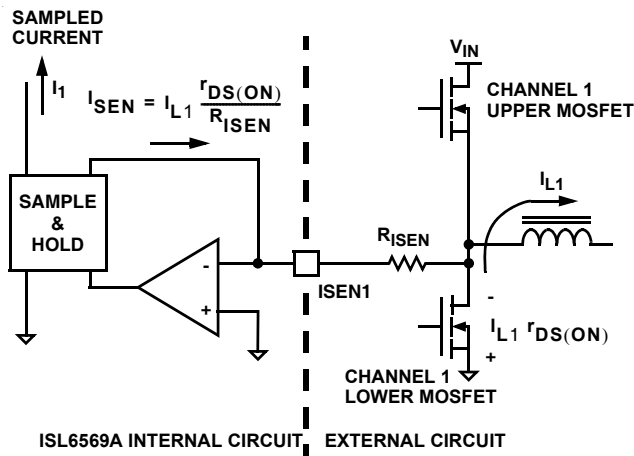 SAMPLED
CURRENT
I1
ISEN = IL1 rDS(ON)
RISEN
SAMPLE
&
HOLD
-
+
ISEN1
RISEN
VIN
CHANNEL 1
UPPER MOSFET
IL1
-
IL1 rDS(ON)
+
CHANNEL 1
LOWER MOSFET
ISL6569A INTERNAL CIRCUIT
EXTERNAL CIRCUIT